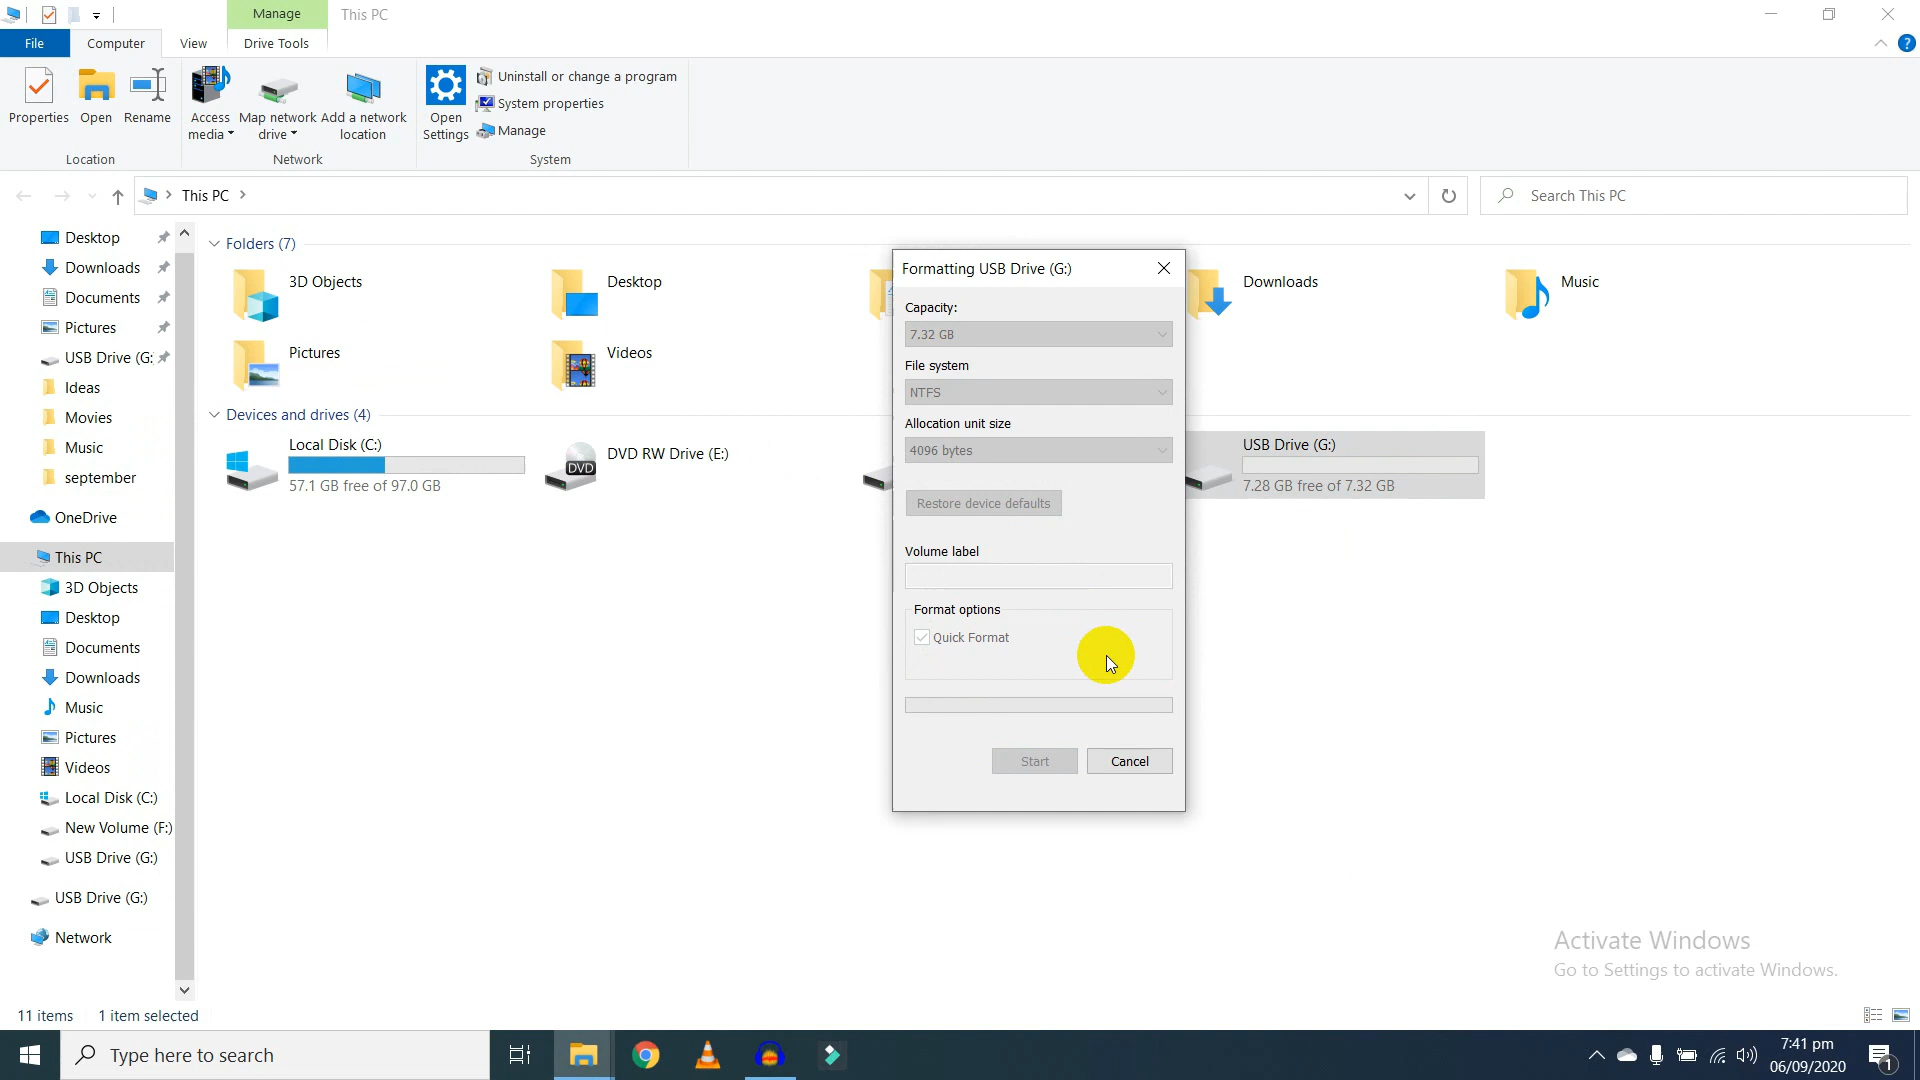 Manage
This PC
File
Computer
View
Drive Tools
Properties
Open
Rename
Access
media
Map network
drive
Add a network
location
Open
Settings
Uninstall or change a program
System properties
Manage
Location
Network
System
This PC
Search This PC
Desktop
Downloads
Documents
Pictures
USB Drive (G:
Ideas
Movies
Music
september
OneDrive
This PC
3D Objects
Desktop
Documents
Downloads
Music
Pictures
Videos
Local Disk (C:)
New Volume (F:)
USB Drive (G:)
USB Drive (G:)
Network
Folders (7)
3D Objects
Desktop
Downloads
Music
Pictures
Videos
Devices and drives (4)
Local Disk (C:)
57.1 GB free of 97.0 GB
DVD
DVD RW Drive (E:)
USB Drive (G:)
7.28 GB free of 7.32 GB
Formatting USB Drive (G:)
Capacity:
7.32 GB
File system
NTFS
Allocation unit size
4096 bytes
Restore device defaults
Volume label
Format options
Quick Format
Start
Cancel
Activate Windows
Go to Settings to activate Windows.
11 items
1 item selected
Type here to search
7:41 pm
06/09/2020
1